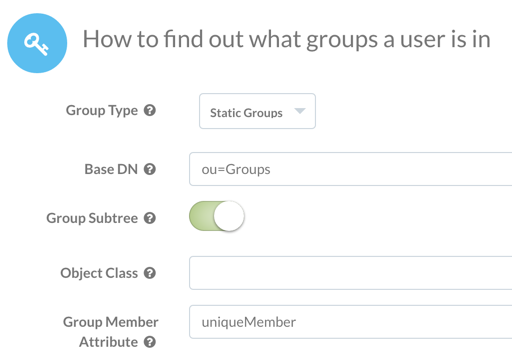 How to find out what groups a user is in
Group Type ?
Static Groups
Base DN ?
ou=Groups
Group Subtree ?
Object Class ?
Group Member
Attribute ?
uniqueMember